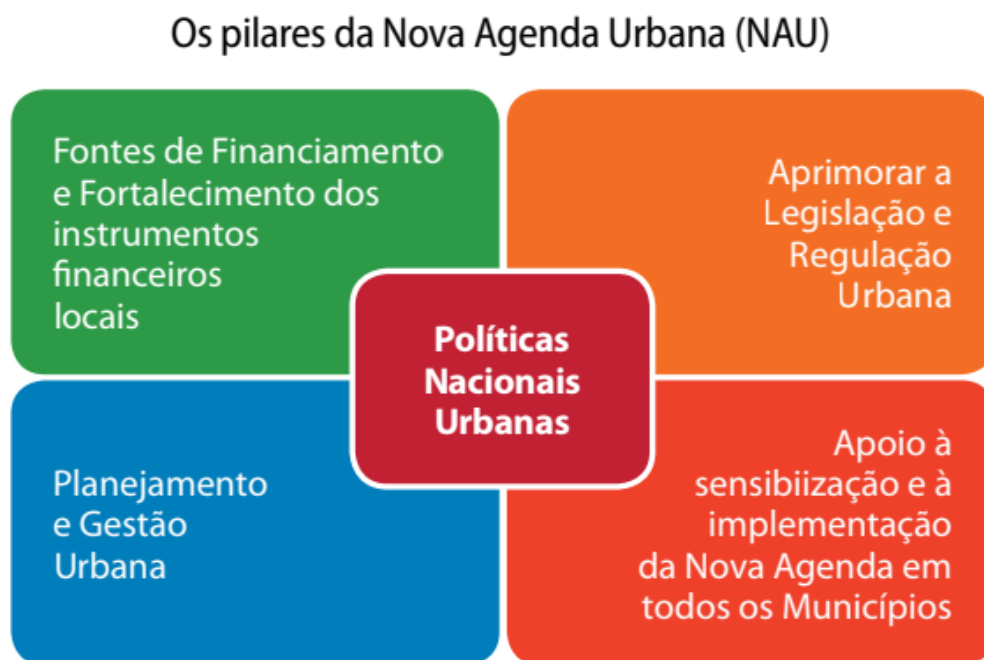 Os pilares da Nova Agenda Urbana (NAU)
Fontes de Financiamento
e Fortalecimento dos
instrumentos
financeiros
locais
Aprimorar a
Legislação e
Regulação
Urbana
Políticas
Nacionais
Urbanas
Planejamento
e Gestão
Urbana
Apoio à
sensibiização e à
implementação
da Nova Agenda em
todos os Municípios